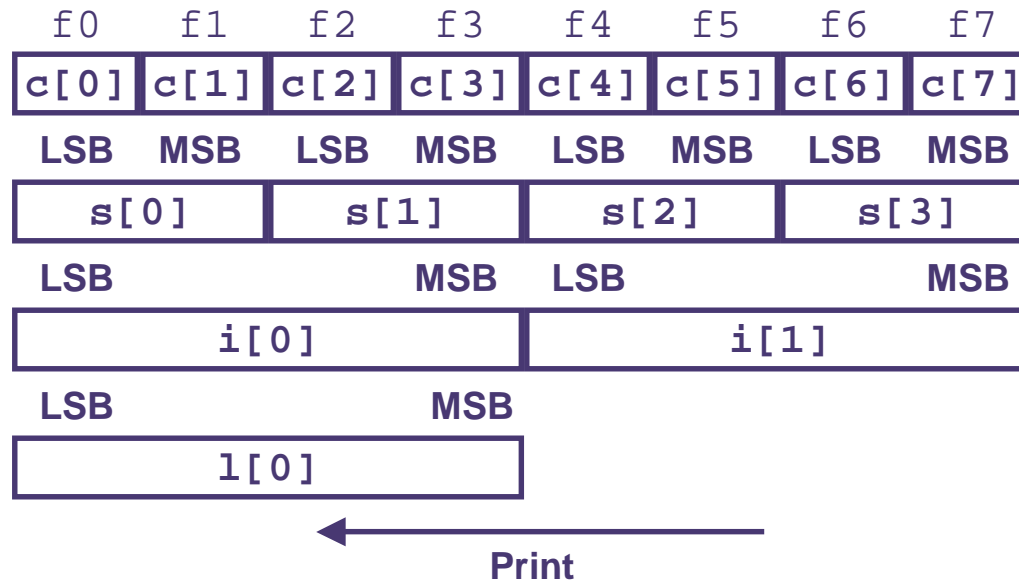 f0 f1 f2 f3 f4 f5 f6 f7
c[0] c[1] c[2] c[3] c[4] c[5] c[6] c[7]
LSB MSB LSB MSB LSB MSB LSB MSB
s[0] s[1] s[2] s[3]
LSB MSB LSB MSB
i[0] i[1]
LSB MSB
l[0]
Print